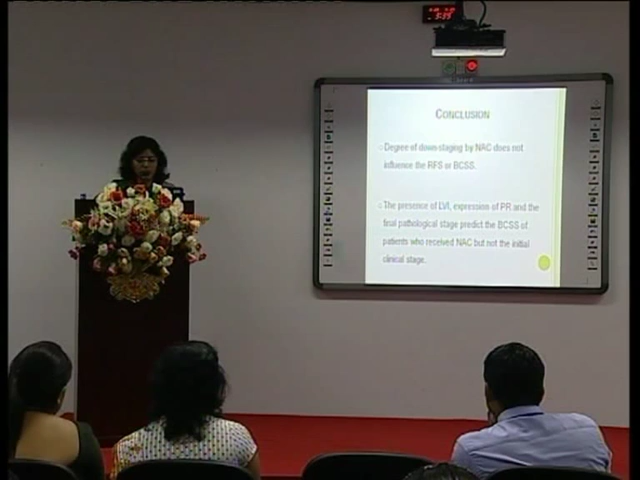 CONCLUSION
Degree of down-staging by NAC does not
influence the RFS or BCSS.
The presence of LVI, expression of PR and the
final pathological stage predict the BCSS of
patients who received NAC but not the initial
clinical stage.